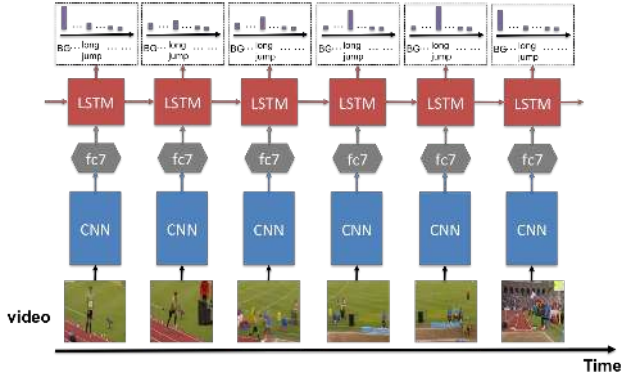 BG··· long ······
jump
BG··· long ······
jump
BG··· long ······
jump
BG··· long ······
jump
BG··· long ······
jump
BG··· long ······
jump
LSTM LSTM LSTM LSTM LSTM LSTM
fc7 fc7 fc7 fc7 fc7 fc7
CNN CNN CNN CNN CNN CNN
video
Time